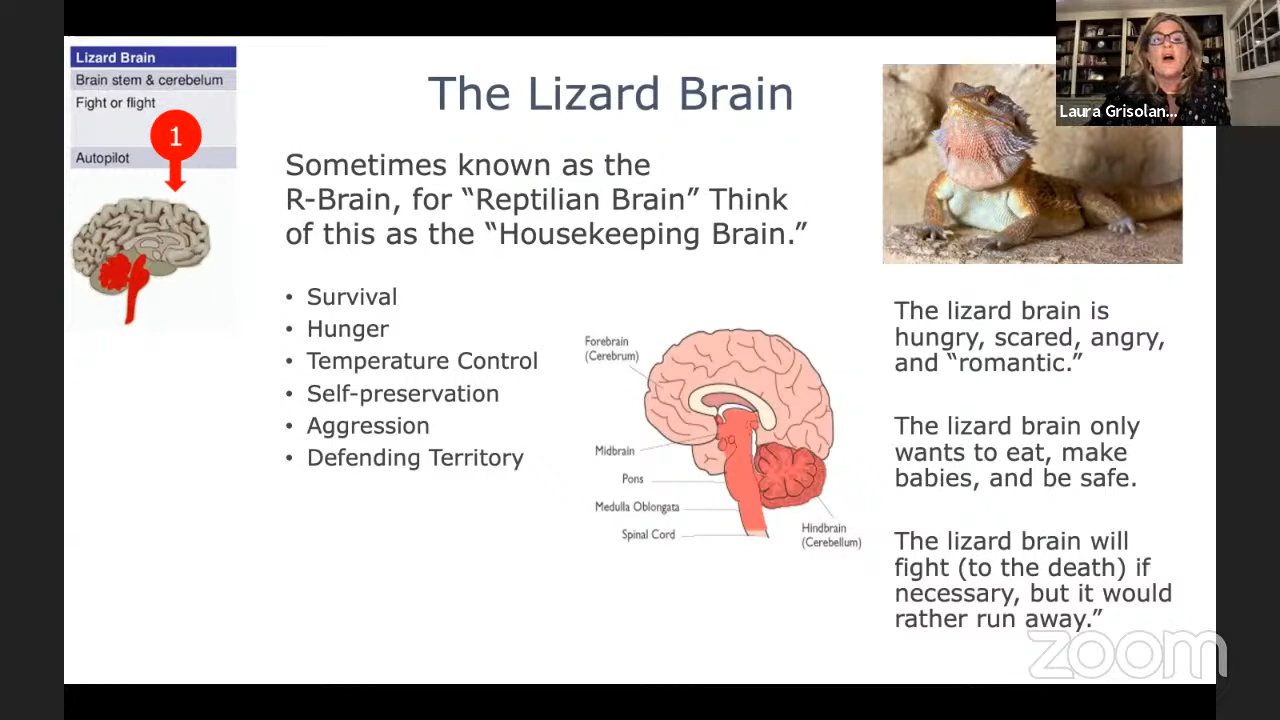 Lizard Brain
Brain stem & cerebelum
Fight or flight
1
Autopilot
The Lizard Brain
Sometimes known as the
R-Brain, for “Reptilian Brain” Think
of this as the “Housekeeping Brain.”
• Survival
• Hunger
• Temperature Control
• Self-preservation
• Aggression
• Defending Territory
Forebrain
(Cerebrum)
Midbrain
Pons
Medulla Oblongata
Spinal Cord
Hindbrain
(Cerebellum)
Laura Grisolan...
The lizard brain is
hungry, scared, angry,
and “romantic.”
The lizard brain only
wants to eat, make
babies, and be safe.
The lizard brain will
fight (to the death) if
necessary, but it would
rather run away.”
zoom